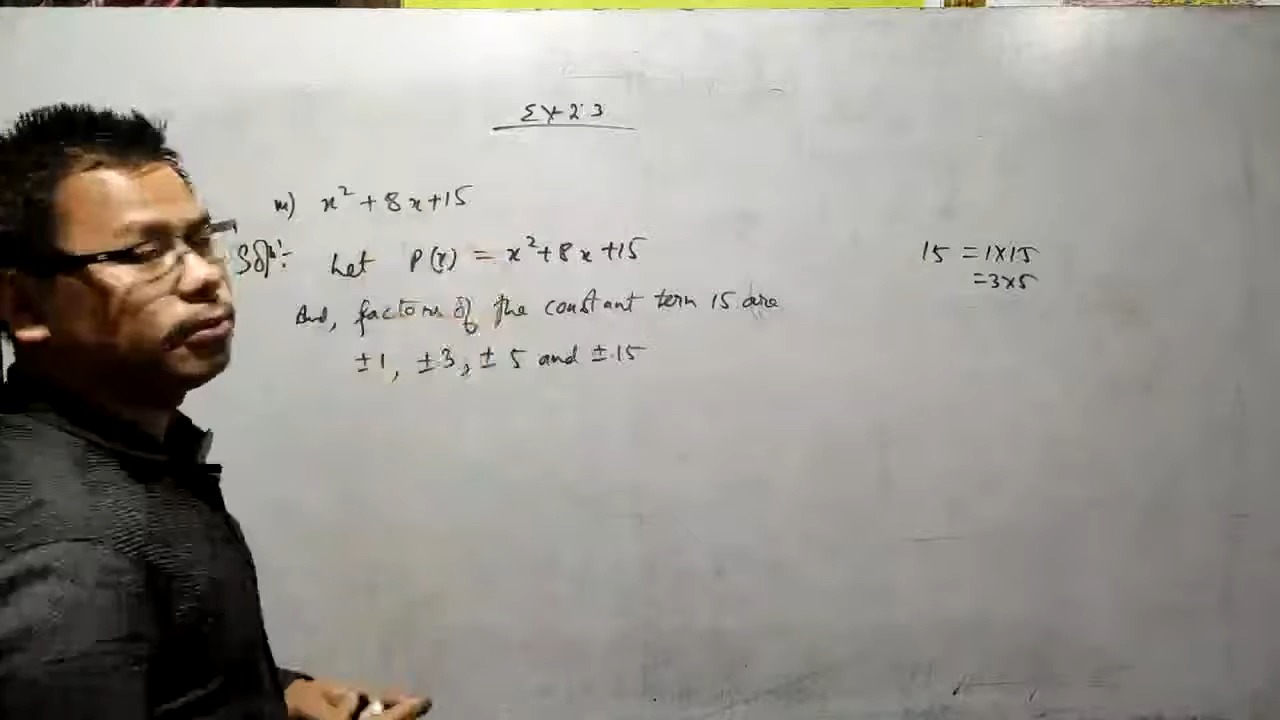 Ex 2.3
m) x² + 8x + 15
Solⁿ:- Let P(x) = x² + 8x + 15
And, factors of the constant term 15 are
±1, ±3, ±5 and ±15
15 = 1×15
= 3×5